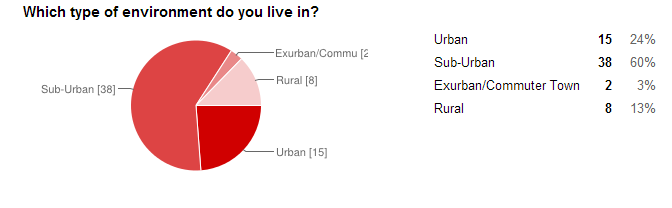 Which type of environment do you live in?
Exurban/Commu [2
Rural [8]
Sub-Urban [38]
Urban [15]
Urban 15 24%
Sub-Urban 38 60%
Exurban/Commuter Town 2 3%
Rural 8 13%